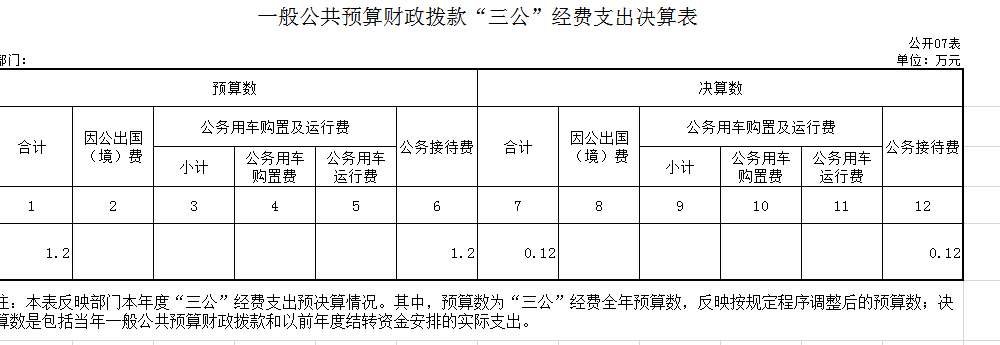 一般公共预算财政拨款“三公”经费支出决算表
公开07表
部门： 单位：万元
预算数 决算数
合计 因公出国（境）费 公务用车购置及运行费 公务接待费 合计 因公出国（境）费 公务用车购置及运行费 公务接待费
小计 公务用车购置费 公务用车运行费 小计 公务用车购置费 公务用车运行费
1 2 3 4 5 6 7 8 9 10 11 12
1.2 1.2 0.12 0.12
注：本表反映部门本年度“三公”经费支出预决算情况。其中，预算数为“三公”经费全年预算数，反映按规定程序调整后的预算数；决
算数是包括当年一般公共预算财政拨款和以前年度结转资金安排的实际支出。